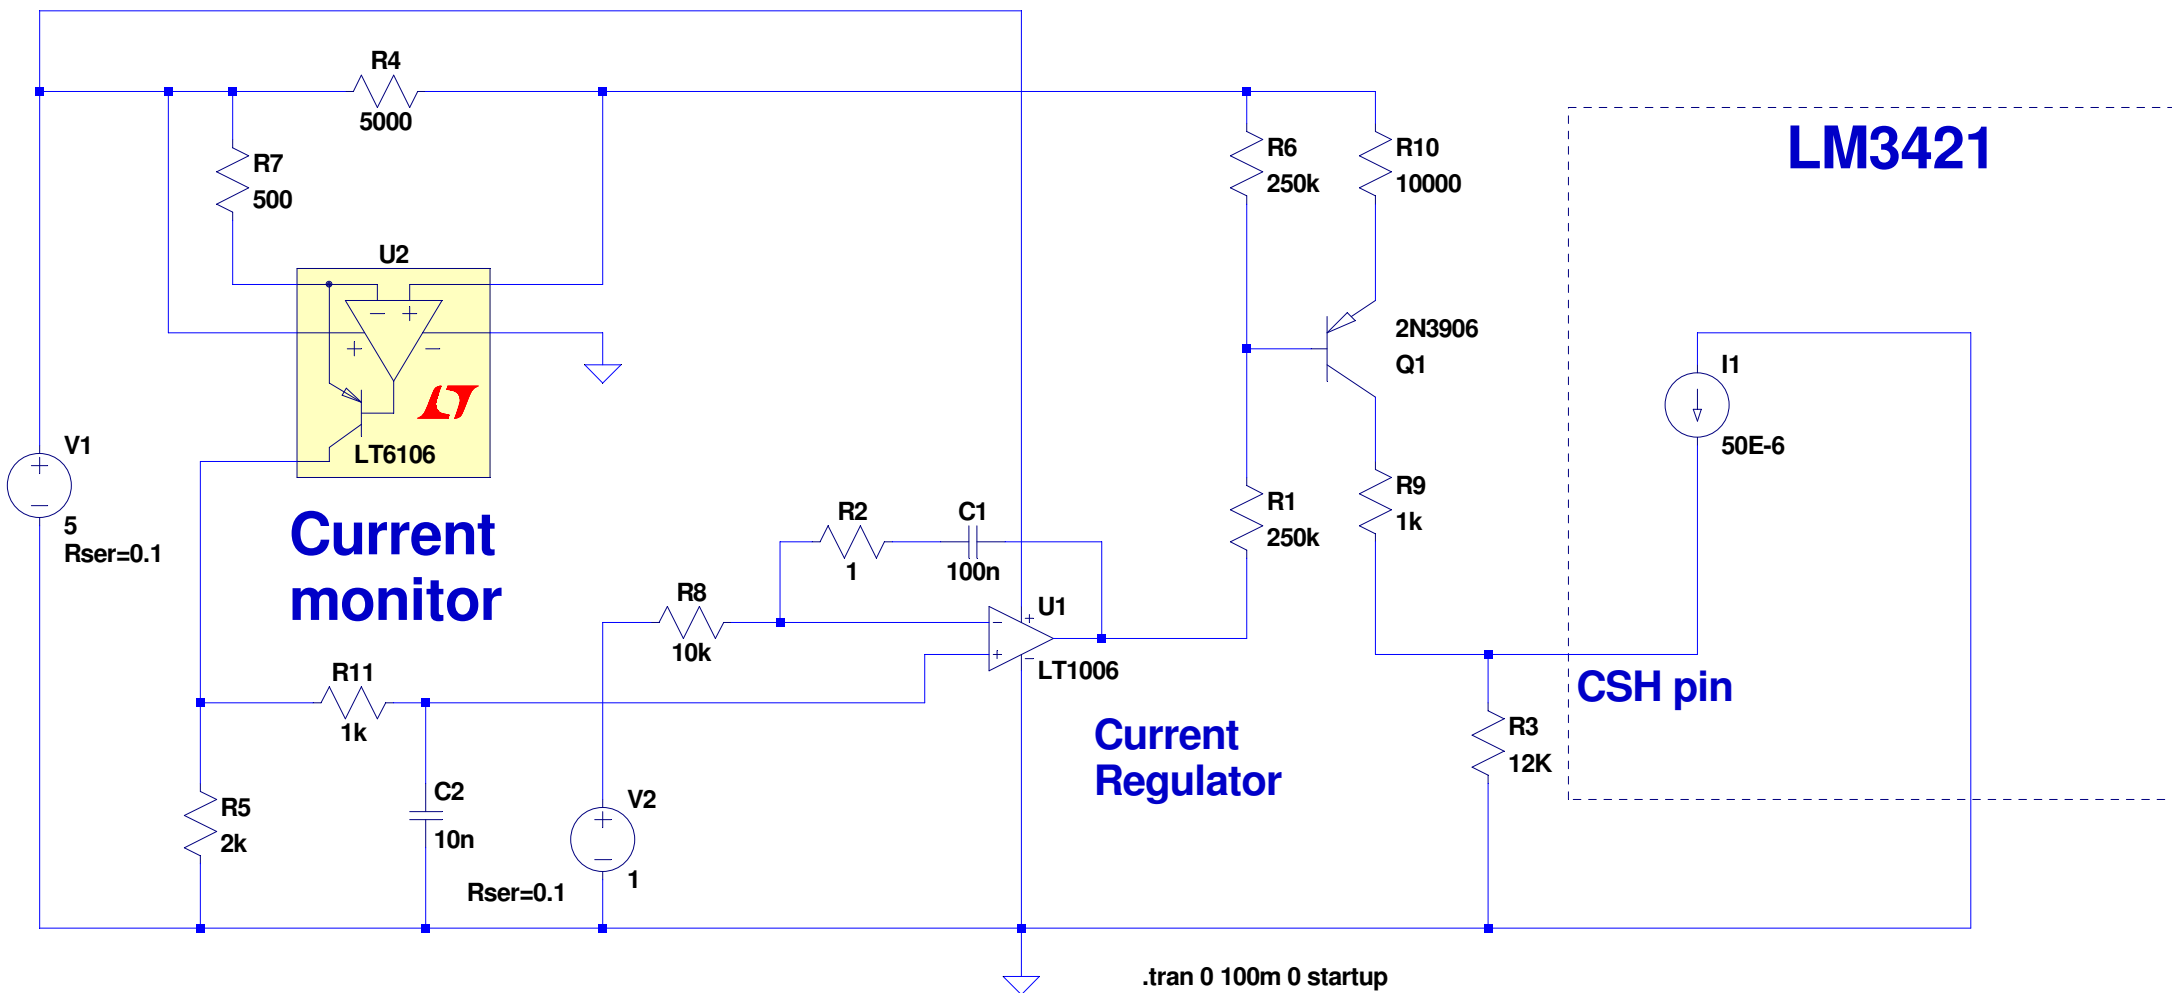 R4
5000
R7
500
U2
+
−
−
+
LT6106
V1
+
−
5
Rser=0.1
Current
monitor
R6
250k
R10
10000
LM3421
2N3906
Q1
I1
50E-6
R1
250k
R9
1k
R2
1
C1
100n
R8
10k
U1
LT1006
−
+
+
−
R11
1k
CSH pin
Current
Regulator
R3
12K
R5
2k
C2
10n
V2
+
−
1
Rser=0.1
.tran 0 100m 0 startup